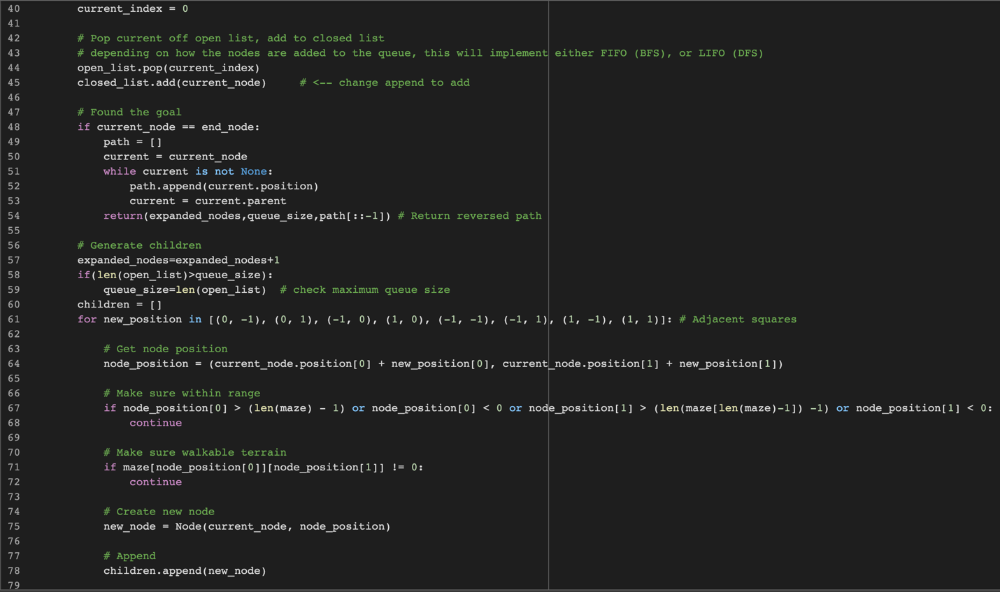 40         current_index = 0
41
42         # Pop current off open list, add to closed list
43         # depending on how the nodes are added to the queue, this will implement either FIFO (BFS), or LIFO (DFS)
44         open_list.pop(current_index)
45         closed_list.add(current_node)     # <-- change append to add
46
47         # Found the goal
48         if current_node == end_node:
49             path = []
50             current = current_node
51             while current is not None:
52                 path.append(current.position)
53                 current = current.parent
54             return(expanded_nodes,queue_size,path[::-1]) # Return reversed path
55
56         # Generate children
57         expanded_nodes=expanded_nodes+1
58         if(len(open_list)>queue_size):
59             queue_size=len(open_list)  # check maximum queue size
60         children = []
61         for new_position in [(0, -1), (0, 1), (-1, 0), (1, 0), (-1, -1), (-1, 1), (1, -1), (1, 1)]: # Adjacent squares
62
63             # Get node position
64             node_position = (current_node.position[0] + new_position[0], current_node.position[1] + new_position[1])
65
66             # Make sure within range
67             if node_position[0] > (len(maze) - 1) or node_position[0] < 0 or node_position[1] > (len(maze[len(maze)-1]) -1) or node_position[1] < 0:
68                 continue
69
70             # Make sure walkable terrain
71             if maze[node_position[0]][node_position[1]] != 0:
72                 continue
73
74             # Create new node
75             new_node = Node(current_node, node_position)
76
77             # Append
78             children.append(new_node)
79